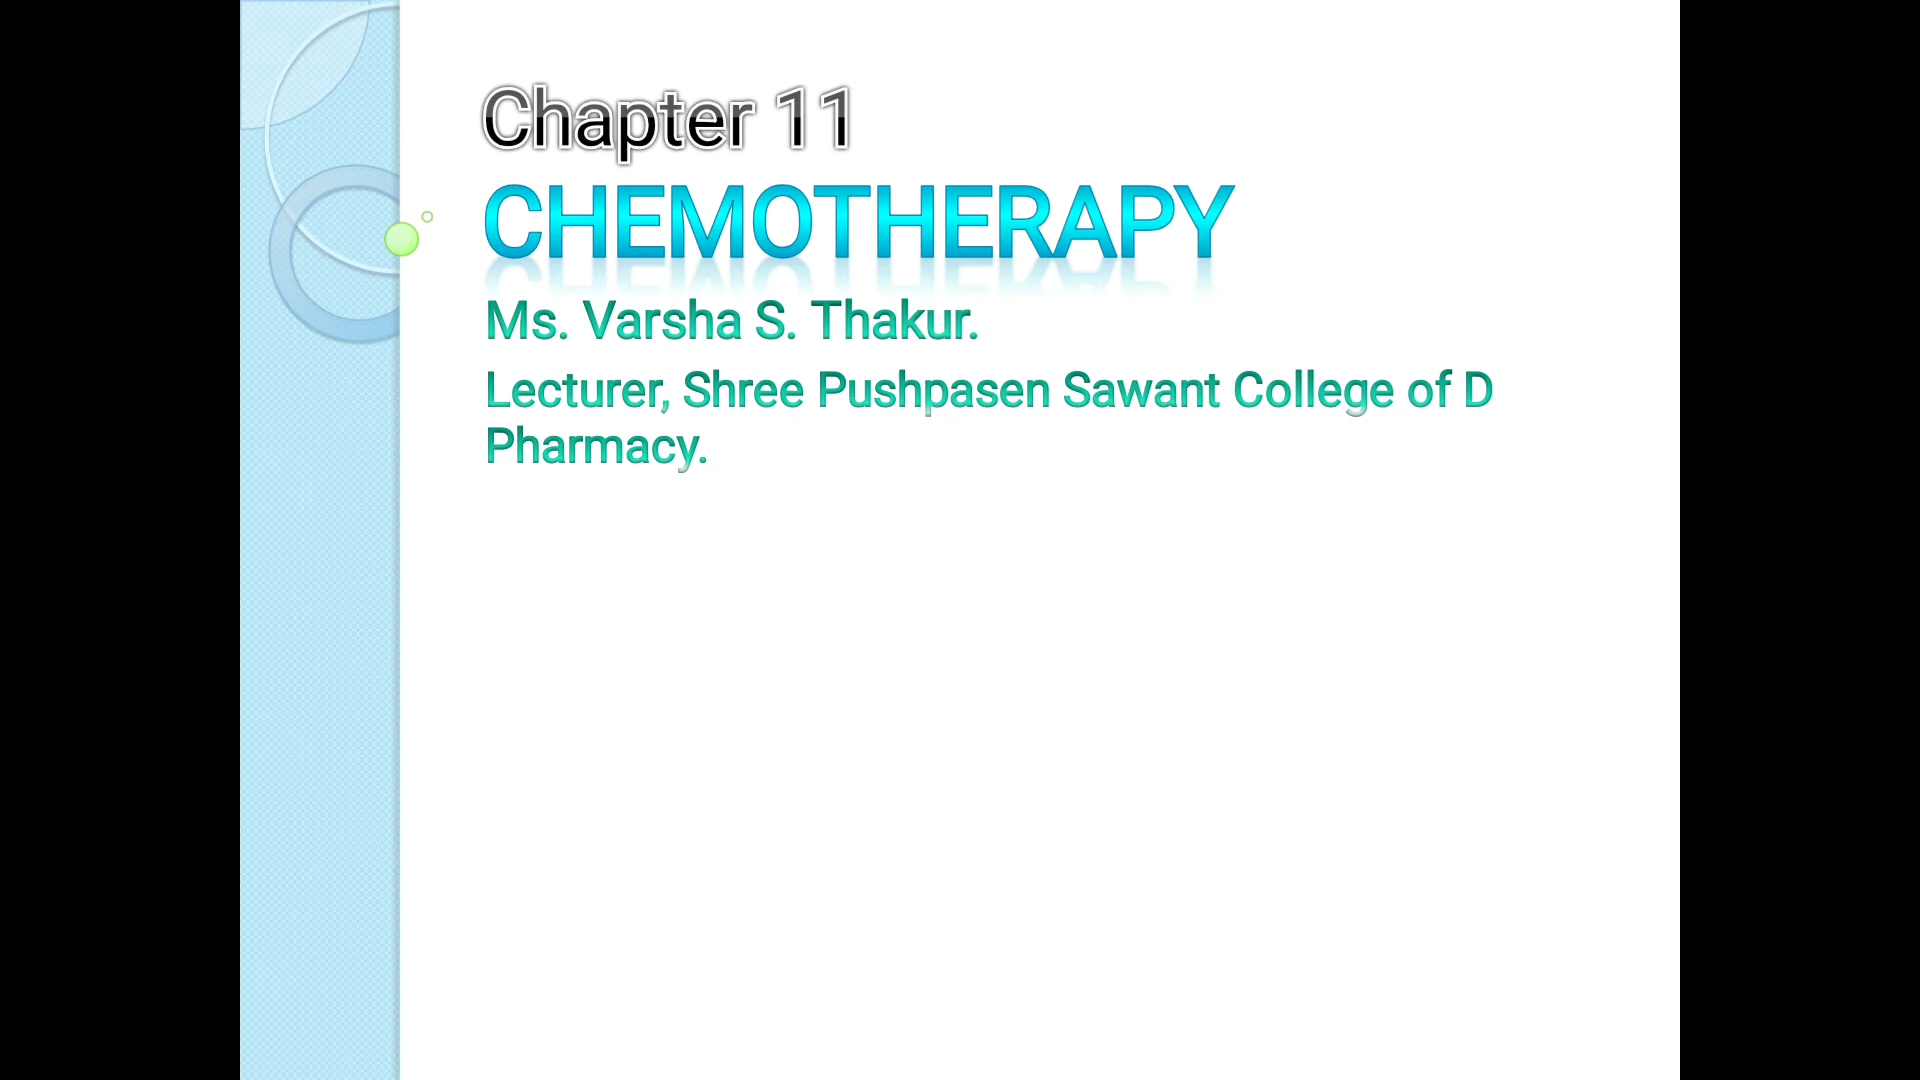 Chapter 11
CHEMOTHERAPY
Ms. Varsha S. Thakur.
Lecturer, Shree Pushpasen Sawant College of D
Pharmacy.